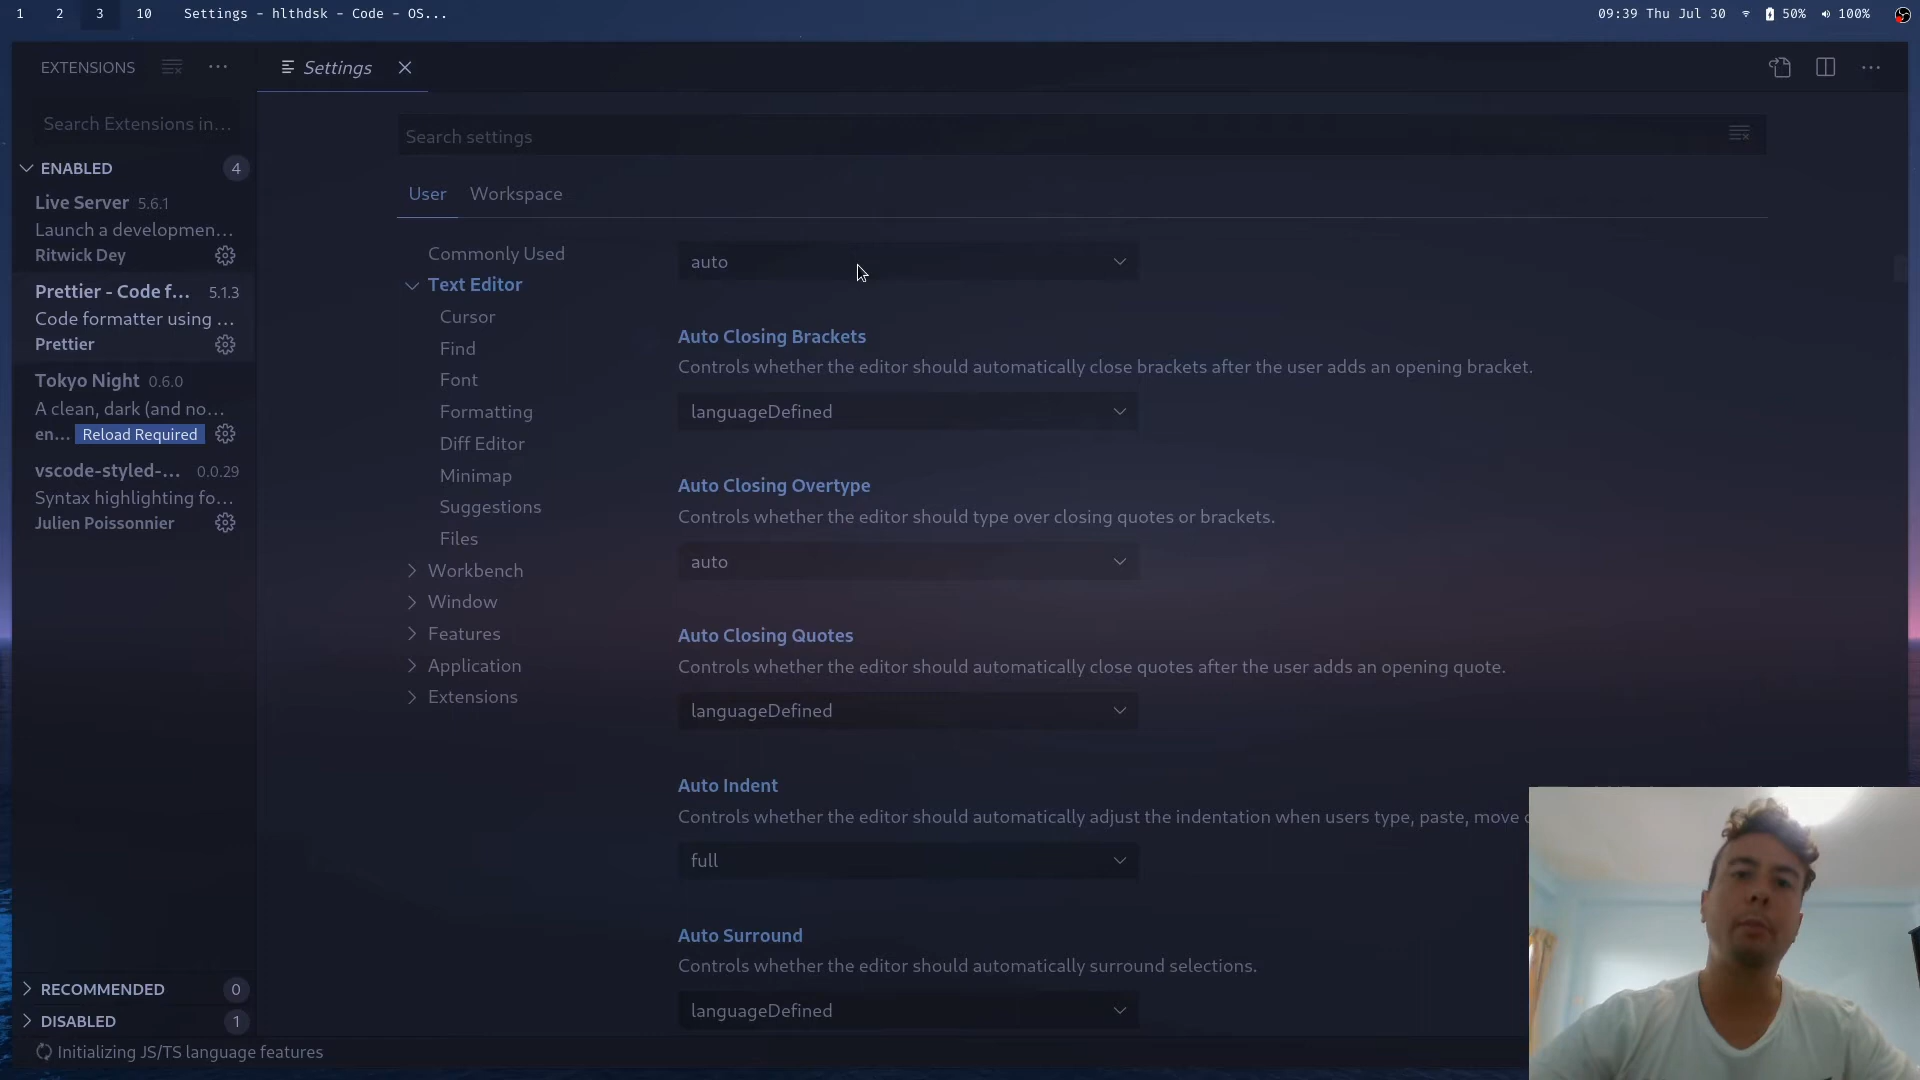 1 2 3 10 Settings - hlthdsk - Code - OS... 09:39 Thu Jul 30 50% 100%
EXTENSIONS
Search Extensions in...
ENABLED 4
Live Server 5.6.1
Launch a developmen...
Ritwick Dey
Prettier - Code f... 5.1.3
Code formatter using ...
Prettier
Tokyo Night 0.6.0
A clean, dark (and no...
en... Reload Required
vscode-styled-... 0.0.29
Syntax highlighting fo...
Julien Poissonnier
RECOMMENDED 0
DISABLED 1
Initializing JS/TS language features
Settings
Search settings
User Workspace
Commonly Used
Text Editor
Cursor
Find
Font
Formatting
Diff Editor
Minimap
Suggestions
Files
Workbench
Window
Features
Application
Extensions
auto
Auto Closing Brackets
Controls whether the editor should automatically close brackets after the user adds an opening bracket.
languageDefined
Auto Closing Overtype
Controls whether the editor should type over closing quotes or brackets.
auto
Auto Closing Quotes
Controls whether the editor should automatically close quotes after the user adds an opening quote.
languageDefined
Auto Indent
Controls whether the editor should automatically adjust the indentation when users type, paste, move
full
Auto Surround
Controls whether the editor should automatically surround selections.
languageDefined